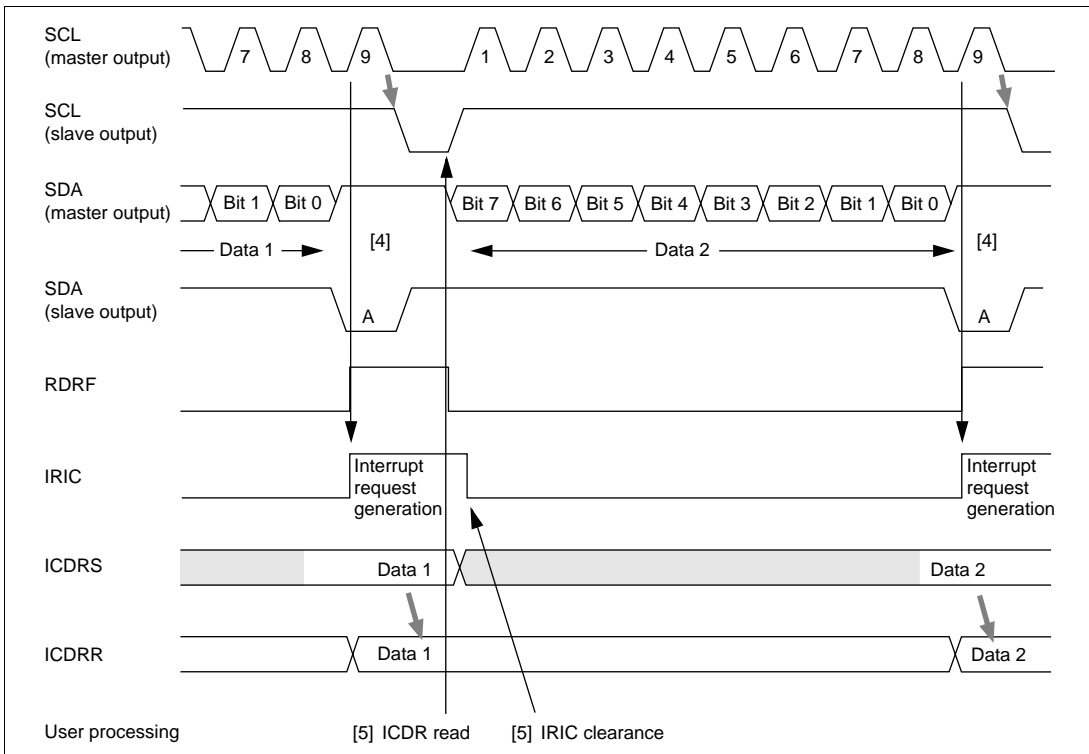 SCL
(master output)
7 8 9 1 2 3 4 5 6 7 8 9
SCL
(slave output)
SDA
(master output)
Bit 1 Bit 0 Bit 7 Bit 6 Bit 5 Bit 4 Bit 3 Bit 2 Bit 1 Bit 0
Data 1 [4] Data 2 [4]
SDA
(slave output)
A A
RDRF
IRIC
Interrupt
request
generation
Interrupt
request
generation
ICDRS
Data 1 Data 2
ICDRR
Data 1 Data 2
User processing [5] ICDR read [5] IRIC clearance